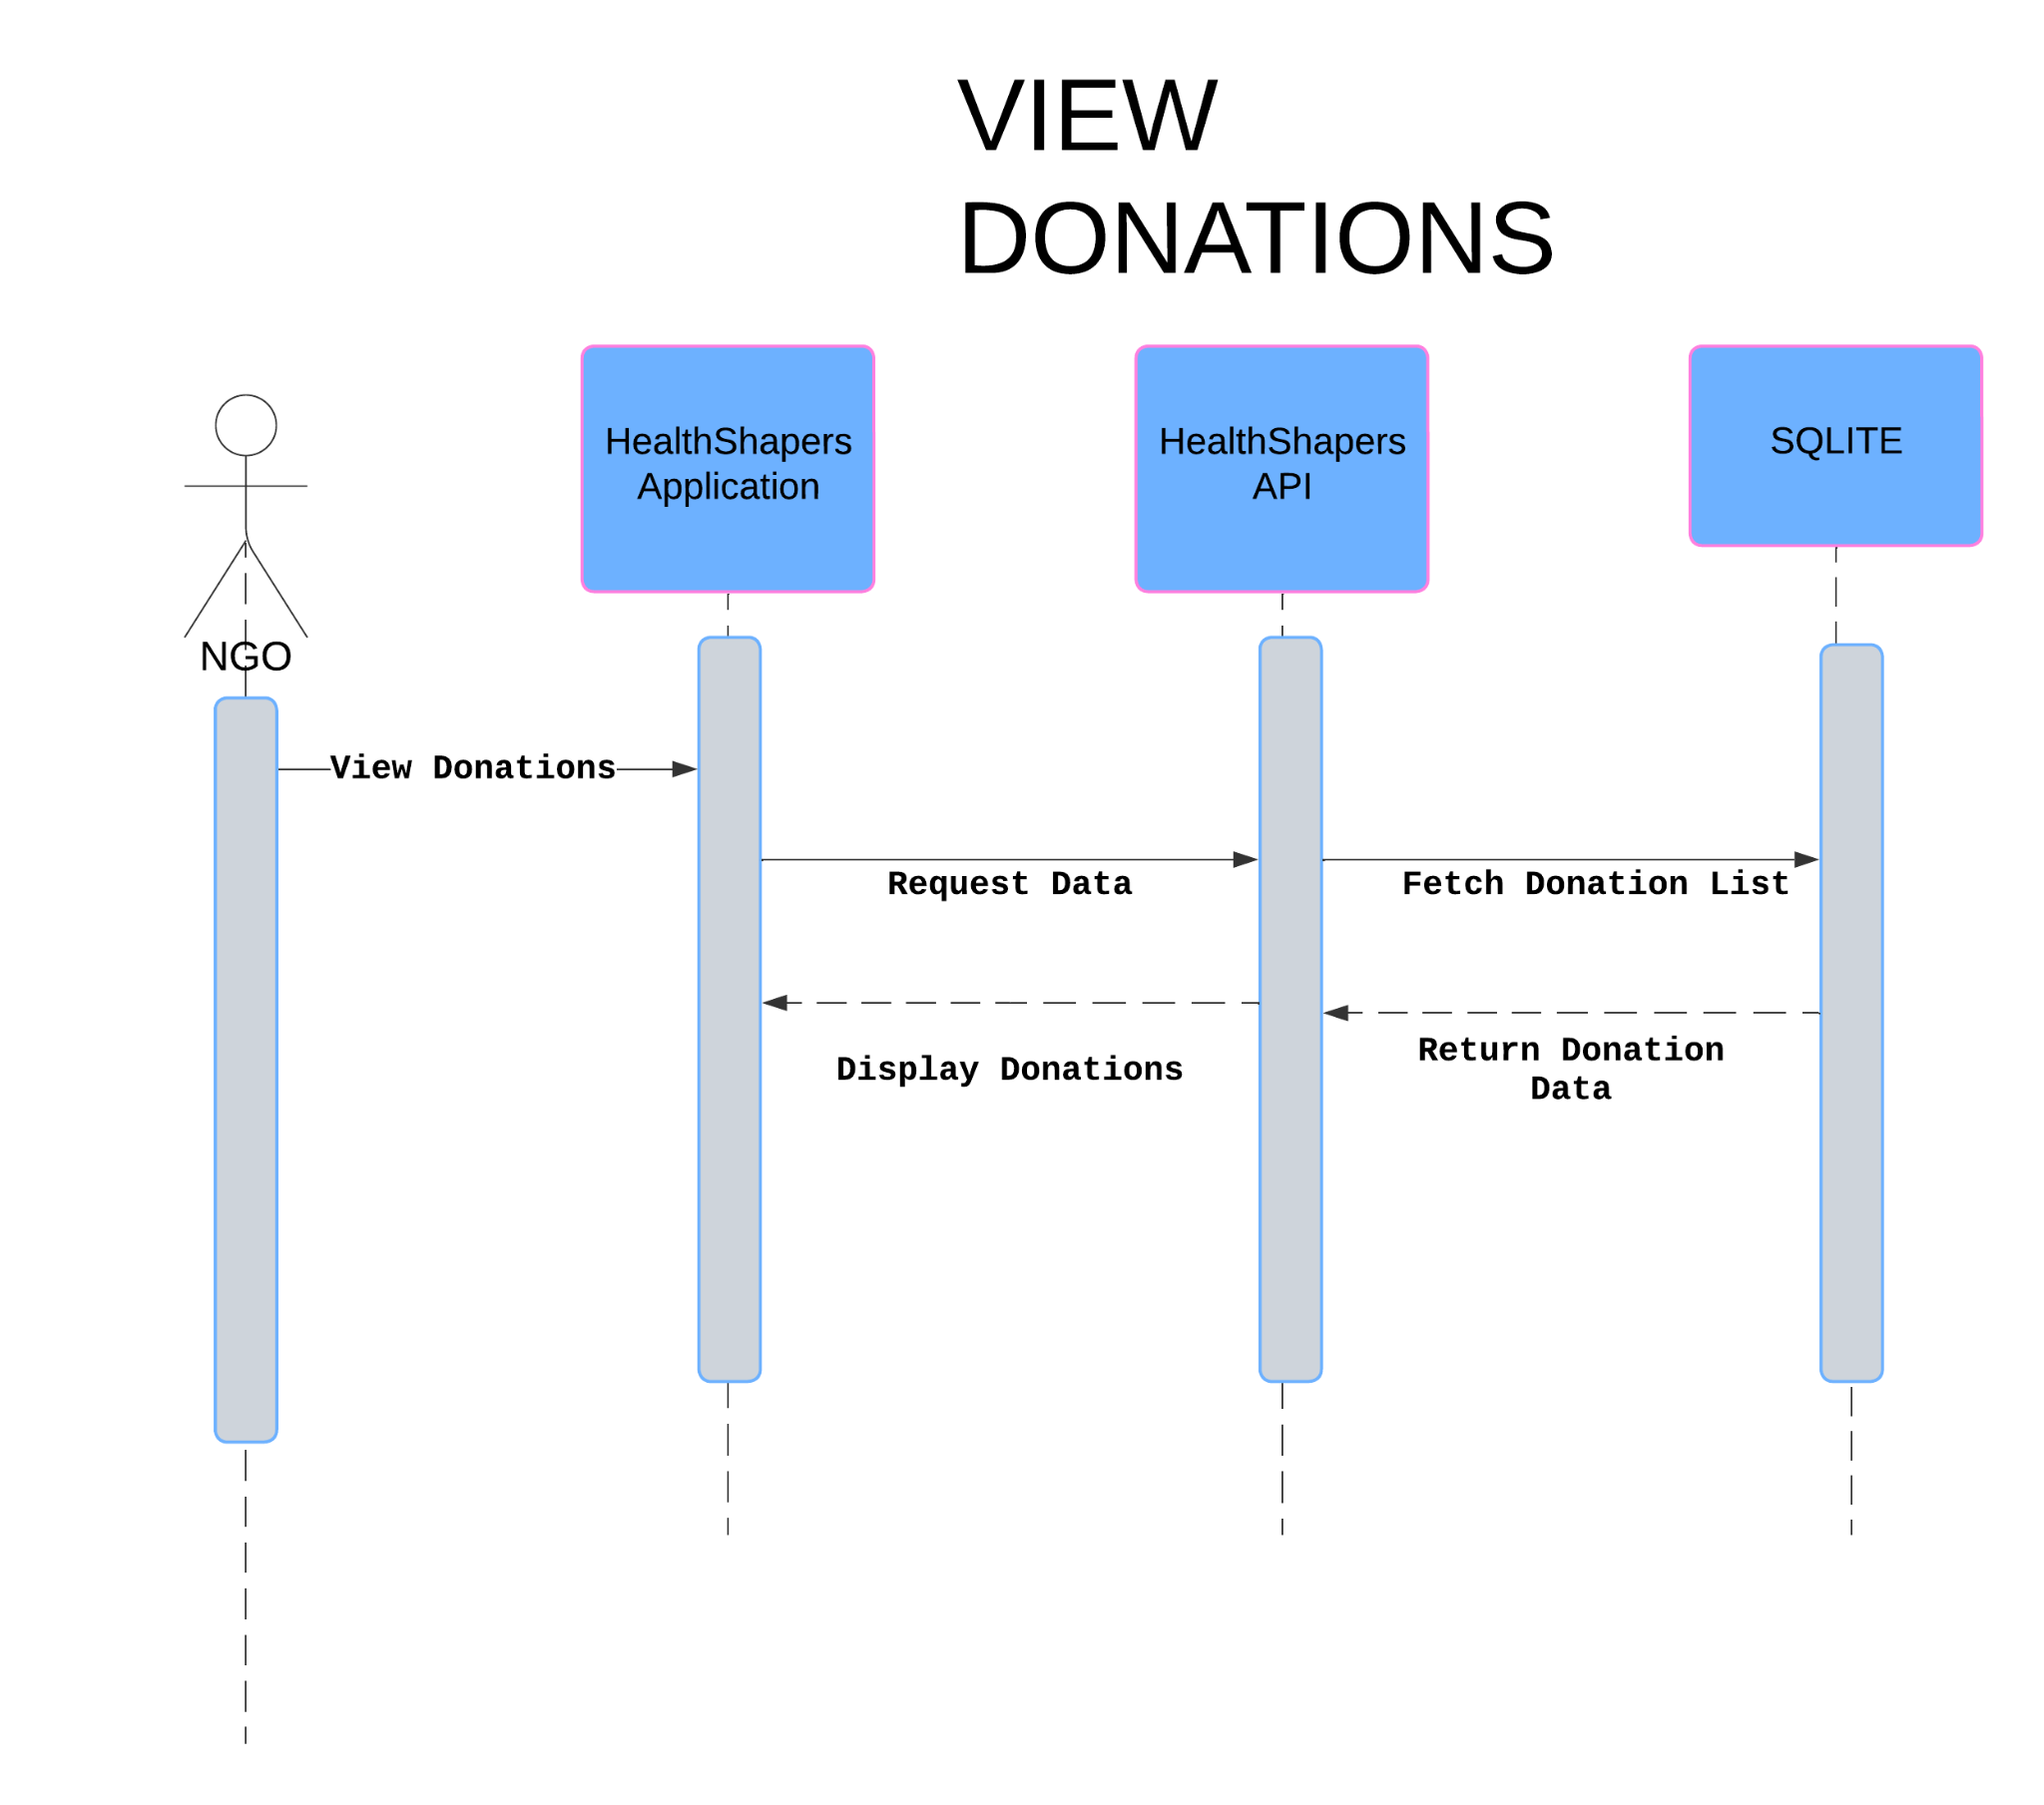 VIEW
DONATIONS
HealthShapers
Application
HealthShapers
API
SQLITE
NGO
View Donations
Request Data
Fetch Donation List
Display Donations
Return Donation
Data